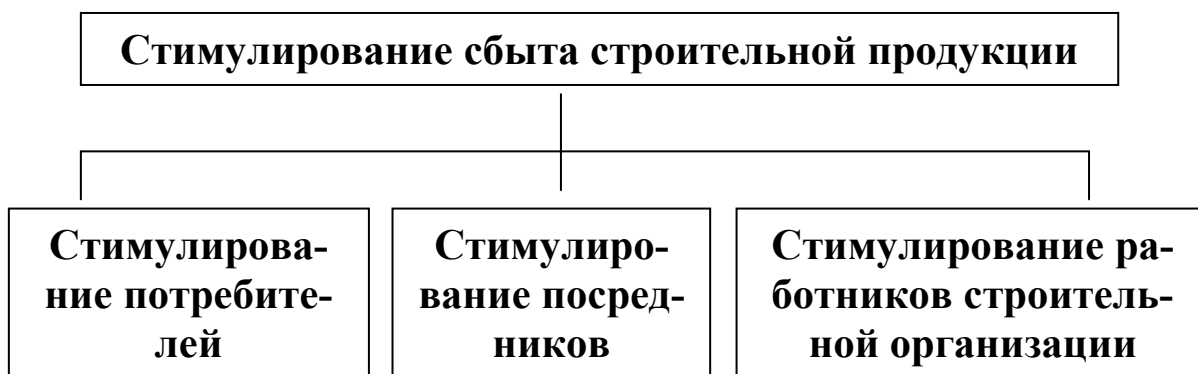 Стимулирование сбыта строительной продукции
Стимулирова-
ние потребите-
лей
Стимулиро-
вание посред-
ников
Стимулирование ра-
ботников строитель-
ной организации